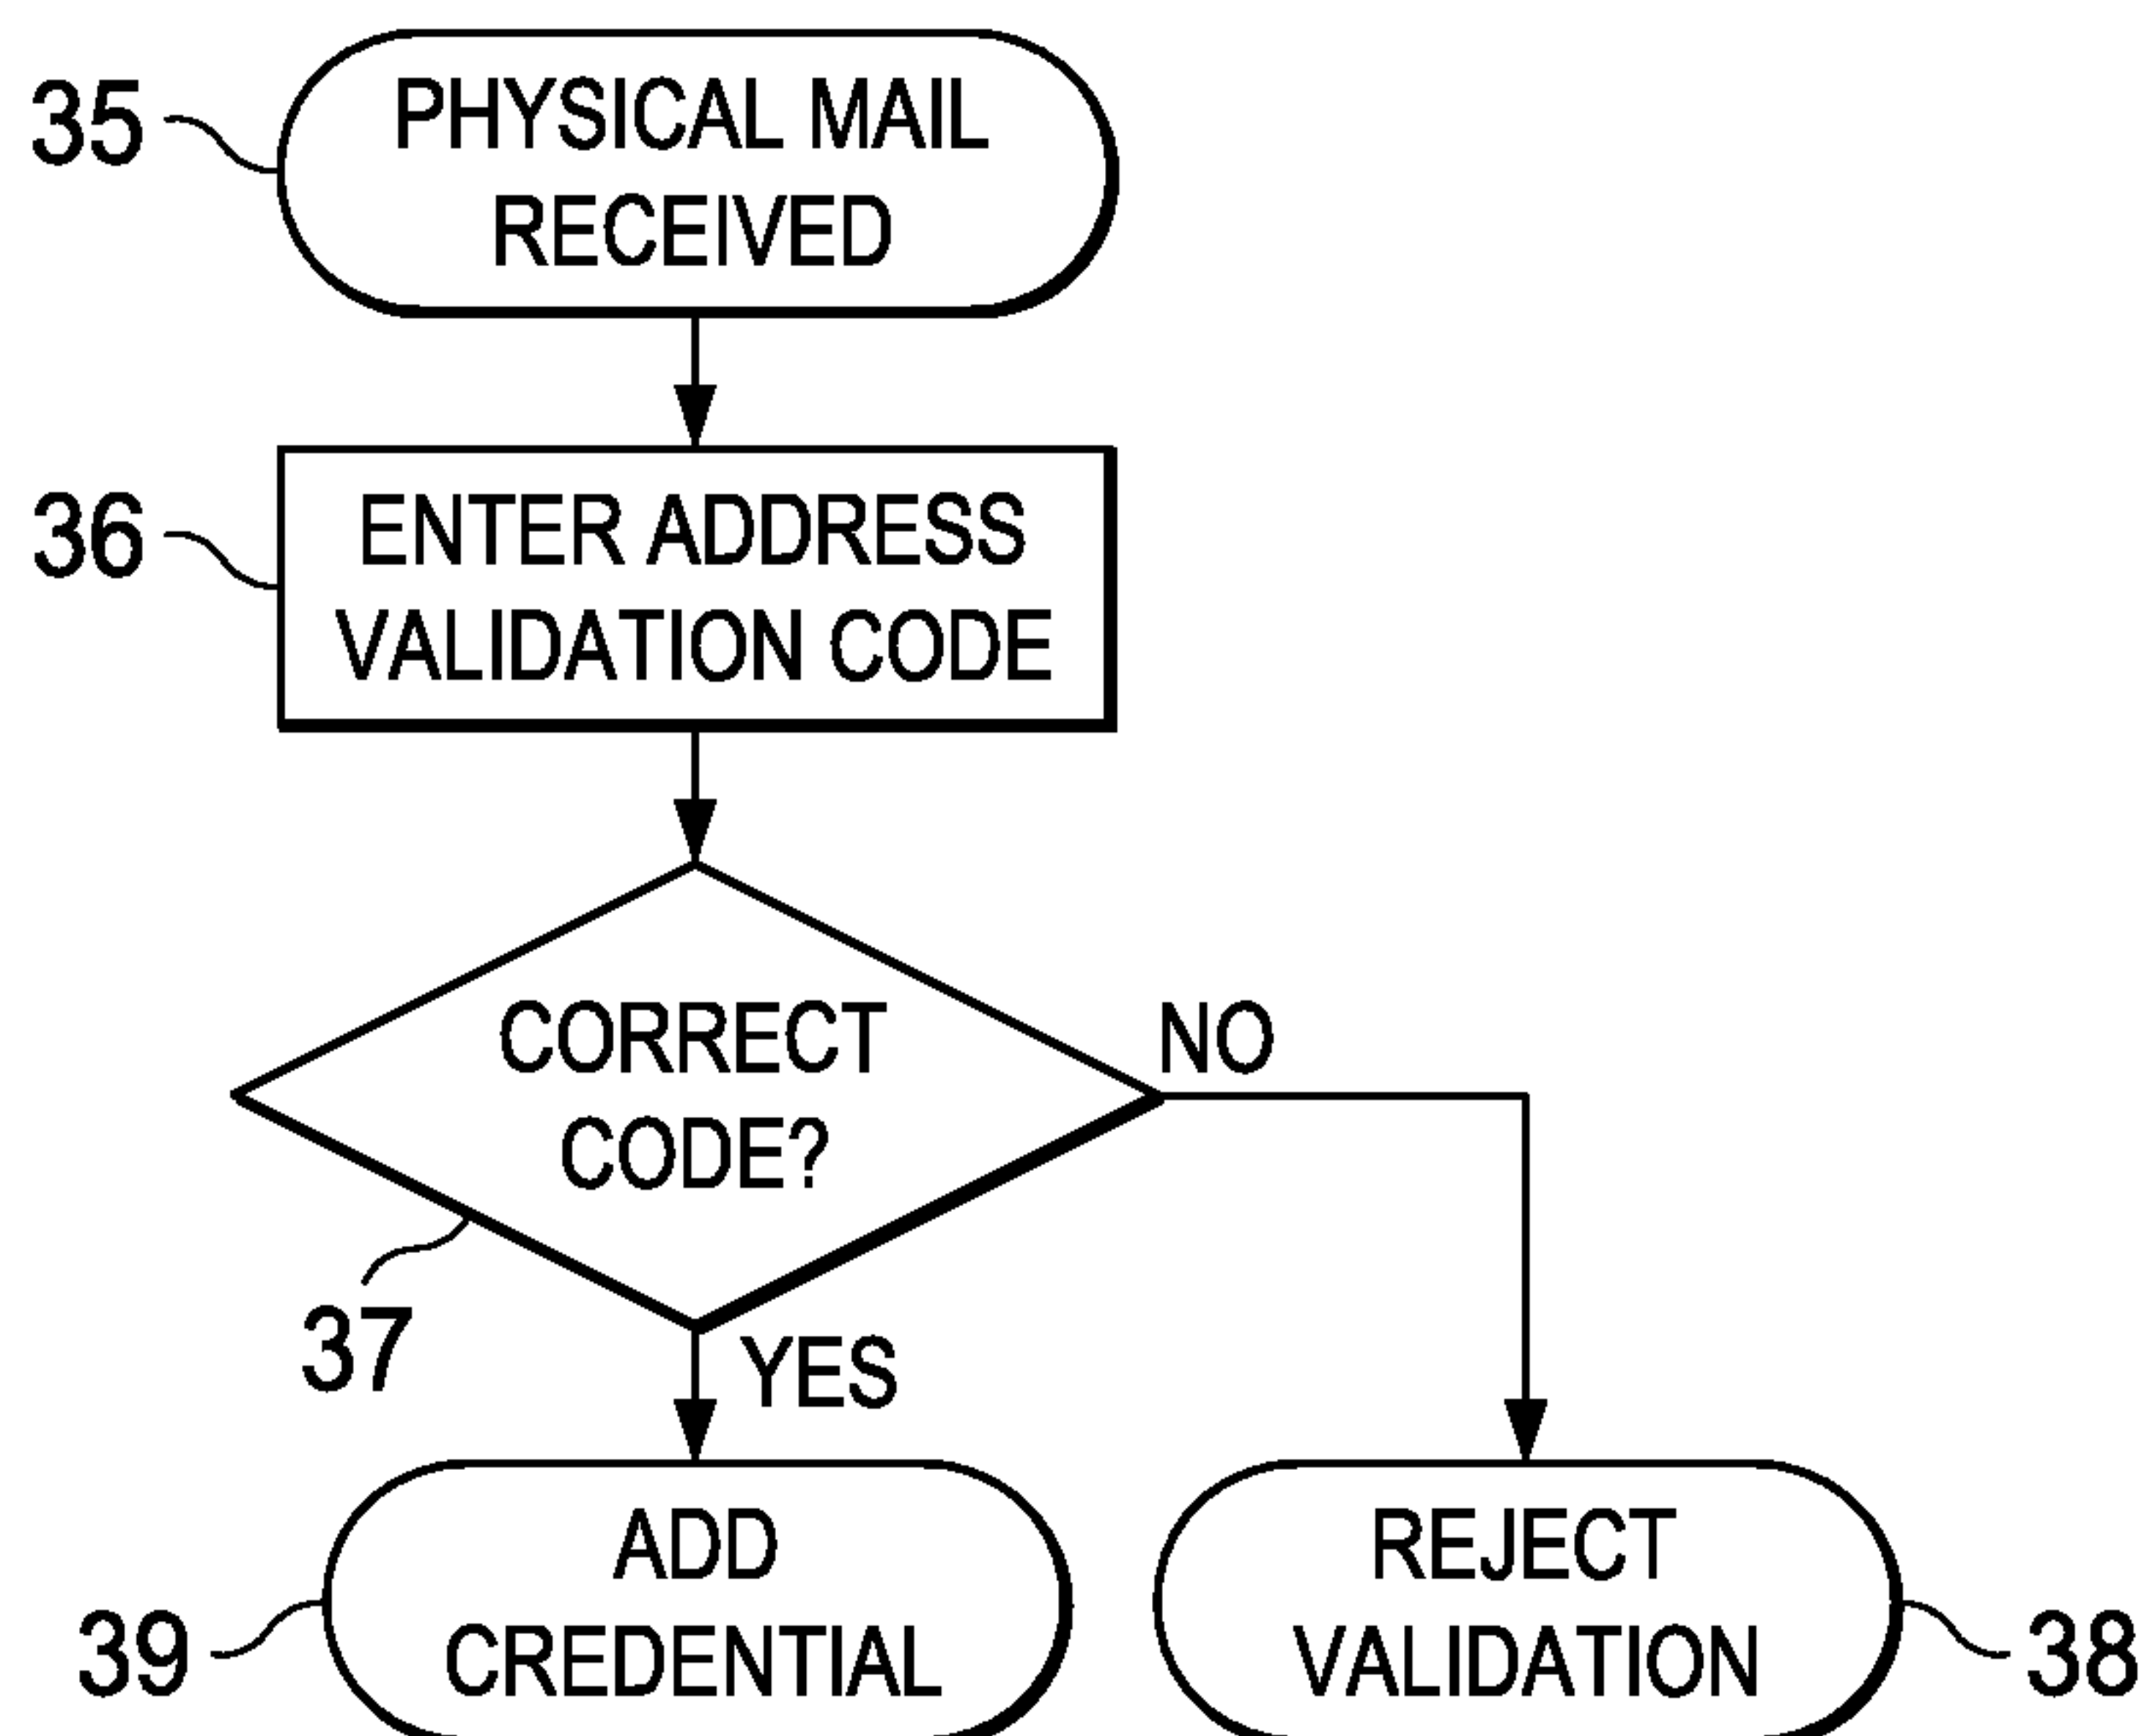 35
PHYSICAL MAIL
RECEIVED
36
ENTER ADDRESS
VALIDATION CODE
CORRECT
CODE?
NO
37
YES
39
ADD
CREDENTIAL
REJECT
VALIDATION
38